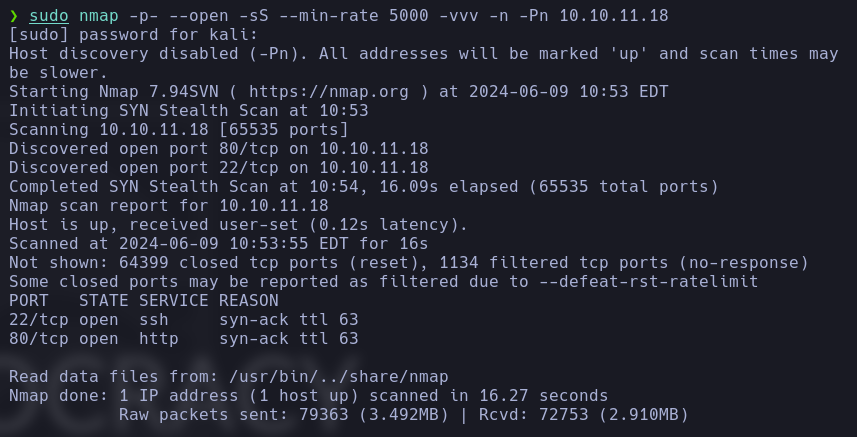 ❯ sudo nmap -p- --open -sS --min-rate 5000 -vvv -n -Pn 10.10.11.18
[sudo] password for kali:
Host discovery disabled (-Pn). All addresses will be marked 'up' and scan times may
be slower.
Starting Nmap 7.94SVN ( https://nmap.org ) at 2024-06-09 10:53 EDT
Initiating SYN Stealth Scan at 10:53
Scanning 10.10.11.18 [65535 ports]
Discovered open port 80/tcp on 10.10.11.18
Discovered open port 22/tcp on 10.10.11.18
Completed SYN Stealth Scan at 10:54, 16.09s elapsed (65535 total ports)
Nmap scan report for 10.10.11.18
Host is up, received user-set (0.12s latency).
Scanned at 2024-06-09 10:53:55 EDT for 16s
Not shown: 64399 closed tcp ports (reset), 1134 filtered tcp ports (no-response)
Some closed ports may be reported as filtered due to --defeat-rst-ratelimit
PORT   STATE SERVICE REASON
22/tcp open  ssh     syn-ack ttl 63
80/tcp open  http    syn-ack ttl 63
Read data files from: /usr/bin/../share/nmap
Nmap done: 1 IP address (1 host up) scanned in 16.27 seconds
           Raw packets sent: 79363 (3.492MB) | Rcvd: 72753 (2.910MB)